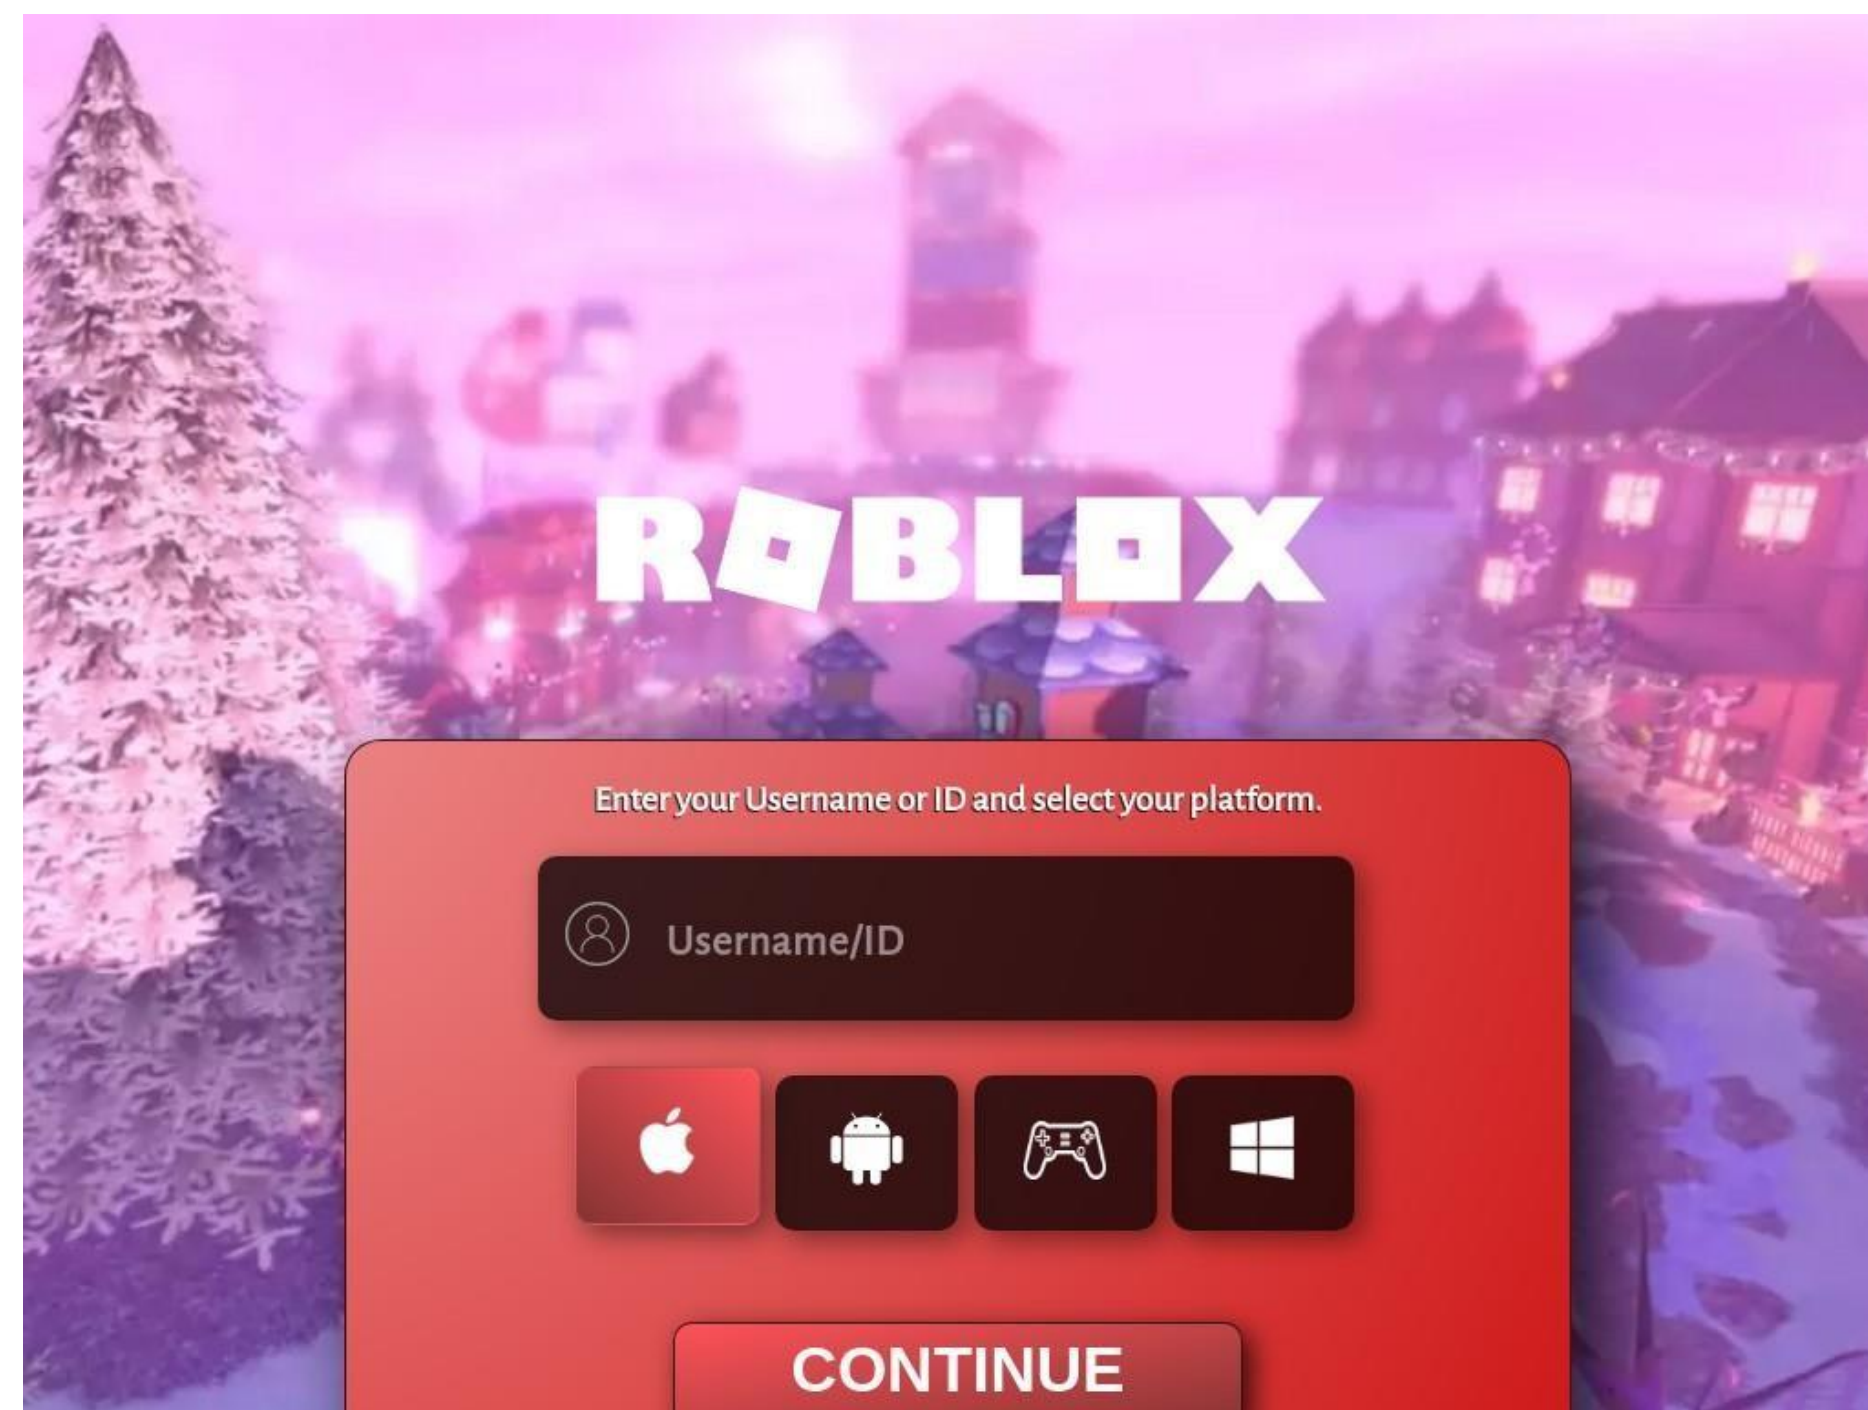 ROBLOX
Enter your Username or ID and select your platform.
Username/ID
CONTINUE